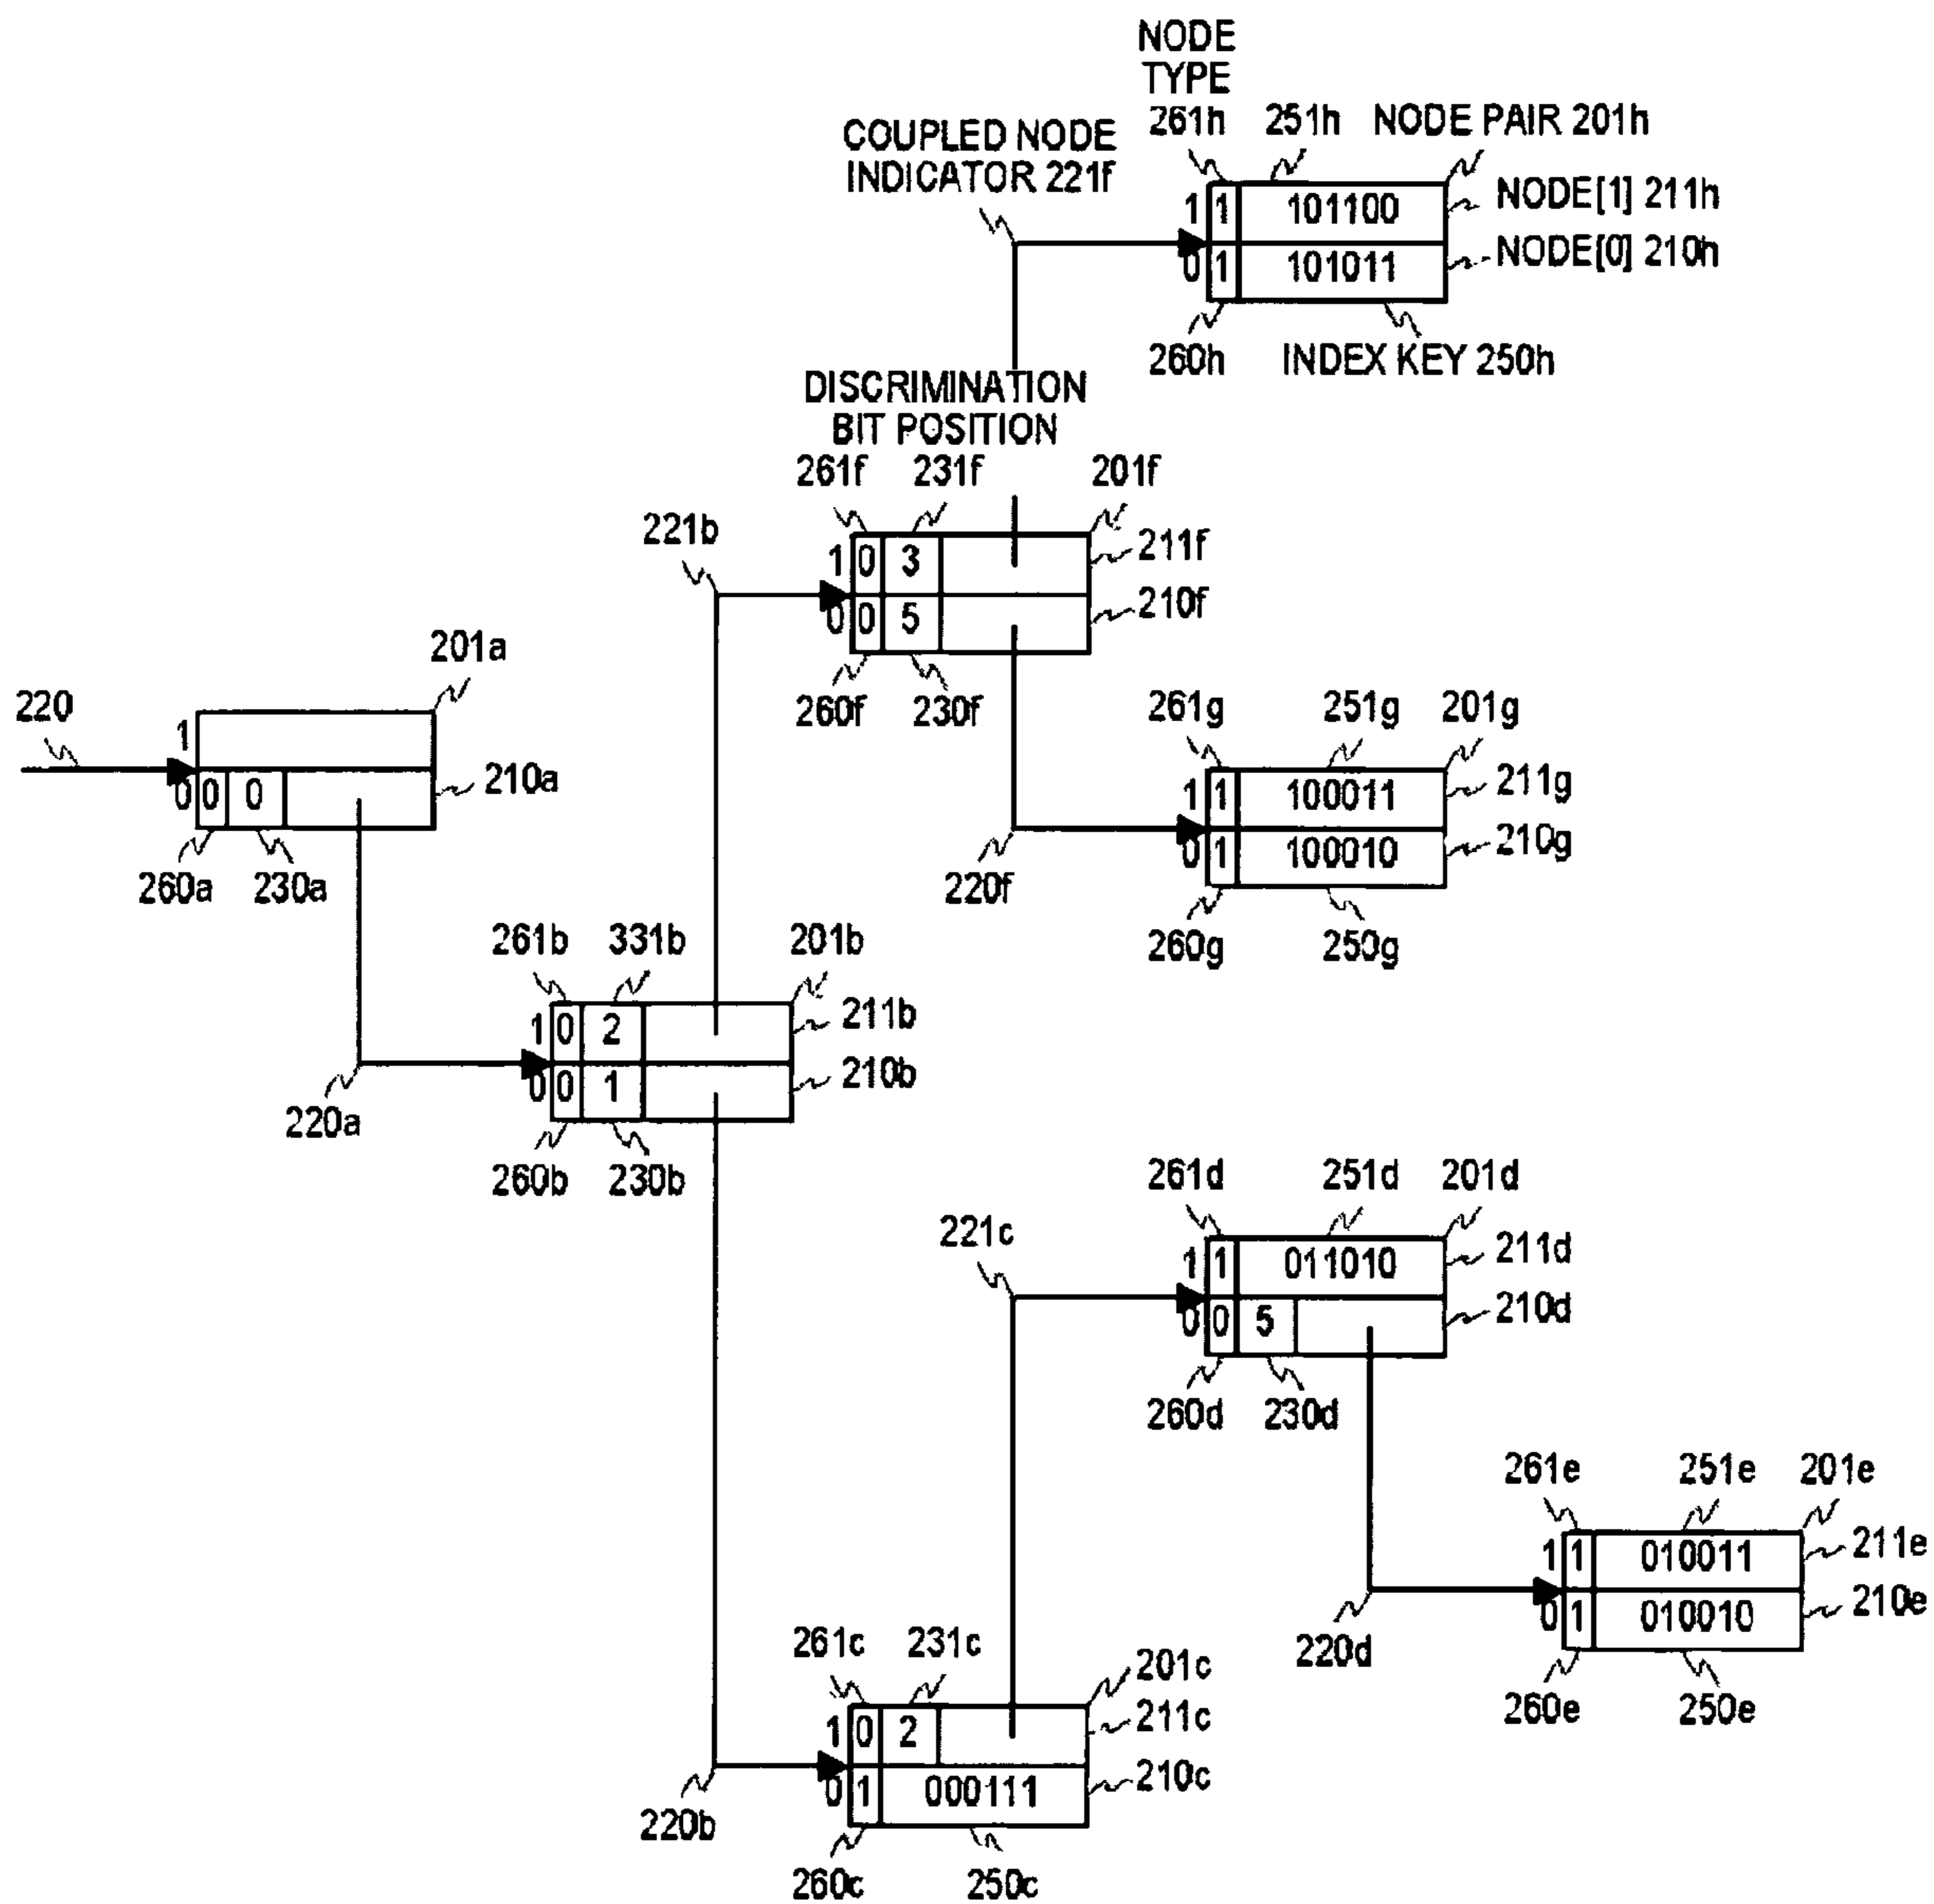 NODE
TYPE
261h 251h NODE PAIR 201h
COUPLED NODE
INDICATOR 221f
1 1 101100 NODE[1] 211h
0 1 101011 NODE[0] 210h
260h INDEX KEY 250h
DISCRIMINATION
BIT POSITION
261f 231f 201f
221b
1 0 3 211f
0 0 5 210f
260f 230f
201a
220
1
0 0 0 210a
260a 230a
261g 251g 201g
1 1 100011 211g
0 1 100010 210g
220f
260g 250g
261b 331b 201b
1 0 2 211b
0 0 1 210b
220a
260b 230b
261d 251d 201d
221c
1 1 011010 211d
0 0 5 210d
260d 230d
261e 251e 201e
1 1 010011 211e
0 1 010010 210e
220d
260e 250e
261c 231c 201c
1 0 2 211c
0 1 000111 210c
220b
260c 250c